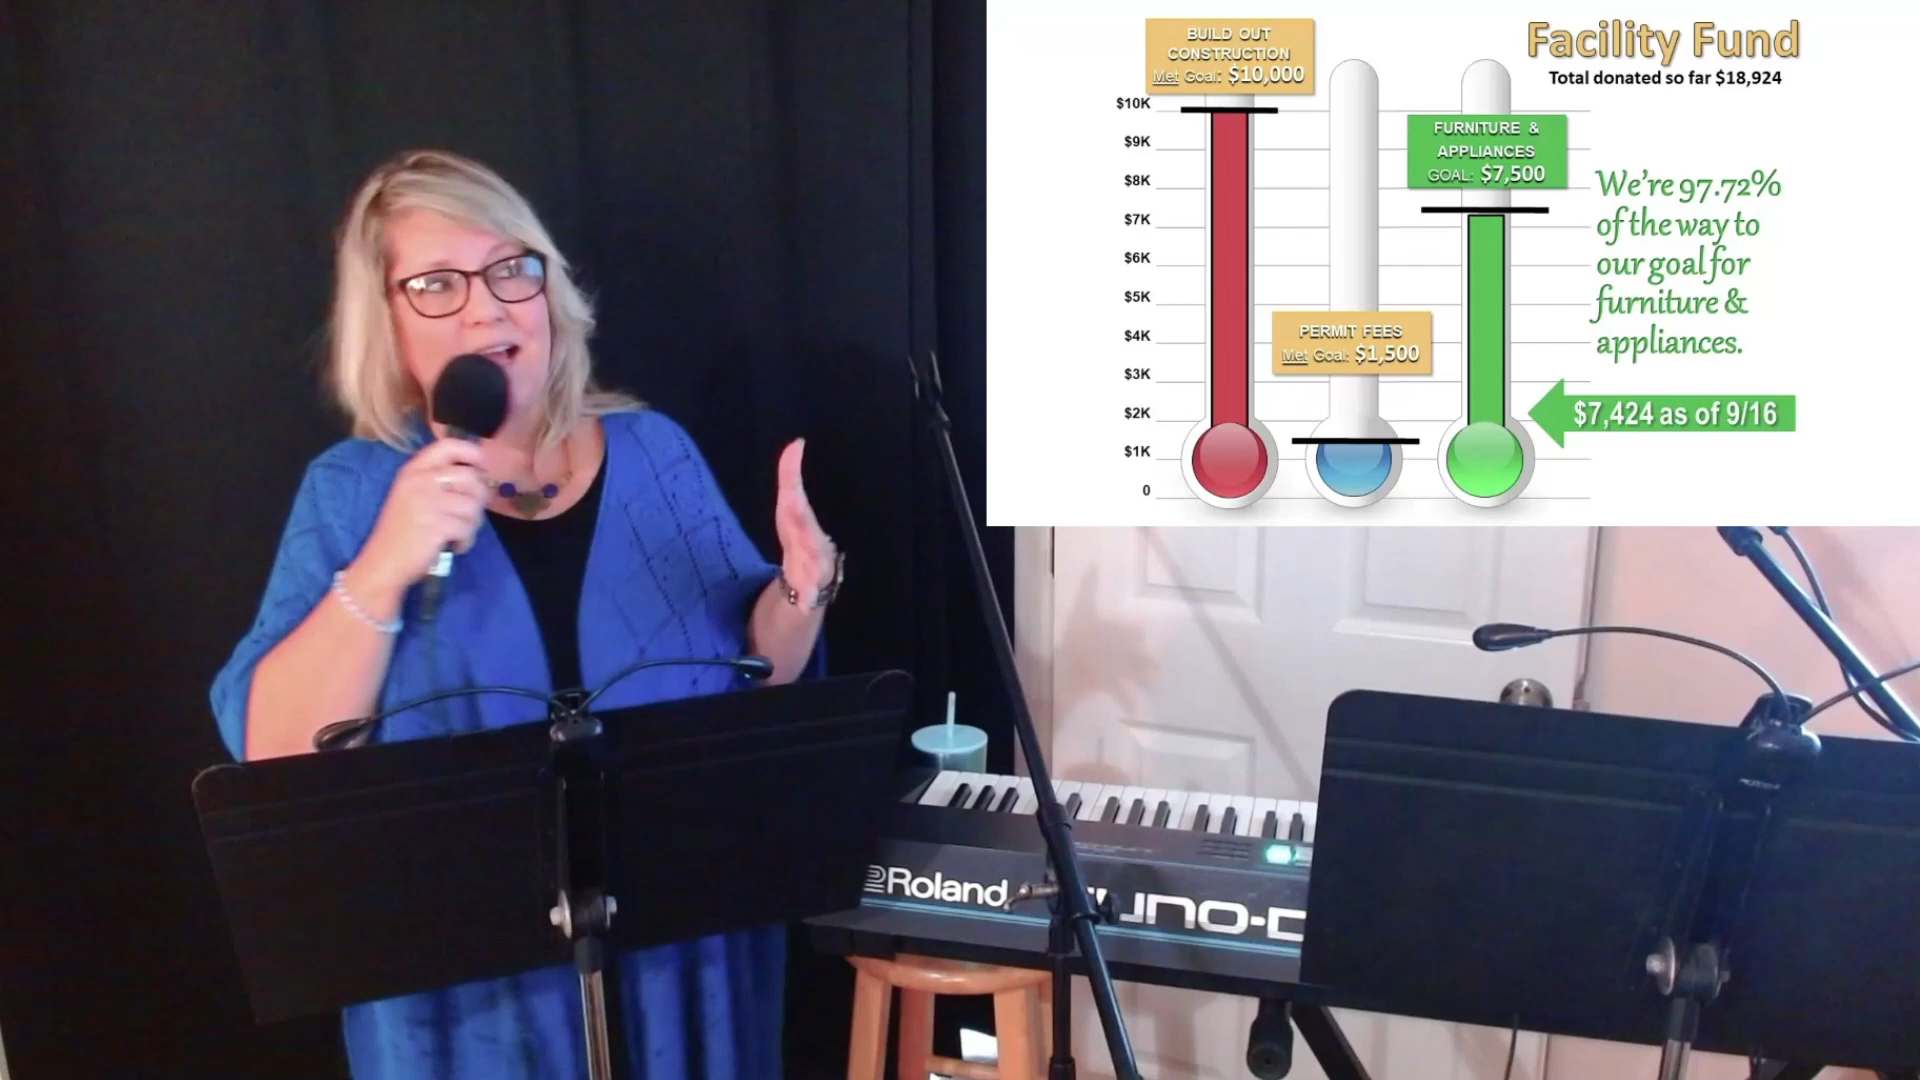 BUILD OUT
CONSTRUCTION
Met Goal: $10,000
Facility Fund
Total donated so far $18,924
$10K
$9K
$8K
$7K
$6K
$5K
$4K
$3K
$2K
$1K
0
PERMIT FEES
Met Goal: $1,500
FURNITURE &
APPLIANCES
GOAL: $7,500
We're 97.72%
of the way to
our goal for
furniture &
appliances.
$7,424 as of 9/16
Roland